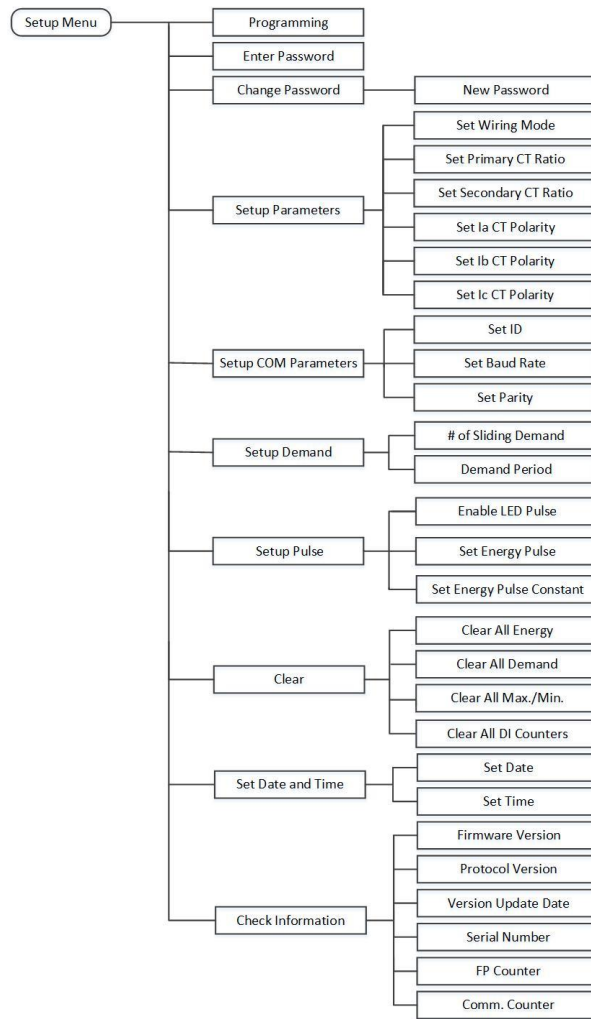 Setup Menu
Programming
Enter Password
Change Password
New Password
Setup Parameters
Set Wiring Mode
Set Primary CT Ratio
Set Secondary CT Ratio
Set Ia CT Polarity
Set Ib CT Polarity
Set Ic CT Polarity
Setup COM Parameters
Set ID
Set Baud Rate
Set Parity
Setup Demand
# of Sliding Demand
Demand Period
Setup Pulse
Enable LED Pulse
Set Energy Pulse
Set Energy Pulse Constant
Clear
Clear All Energy
Clear All Demand
Clear All Max./Min.
Clear All DI Counters
Set Date and Time
Set Date
Set Time
Check Information
Firmware Version
Protocol Version
Version Update Date
Serial Number
FP Counter
Comm. Counter